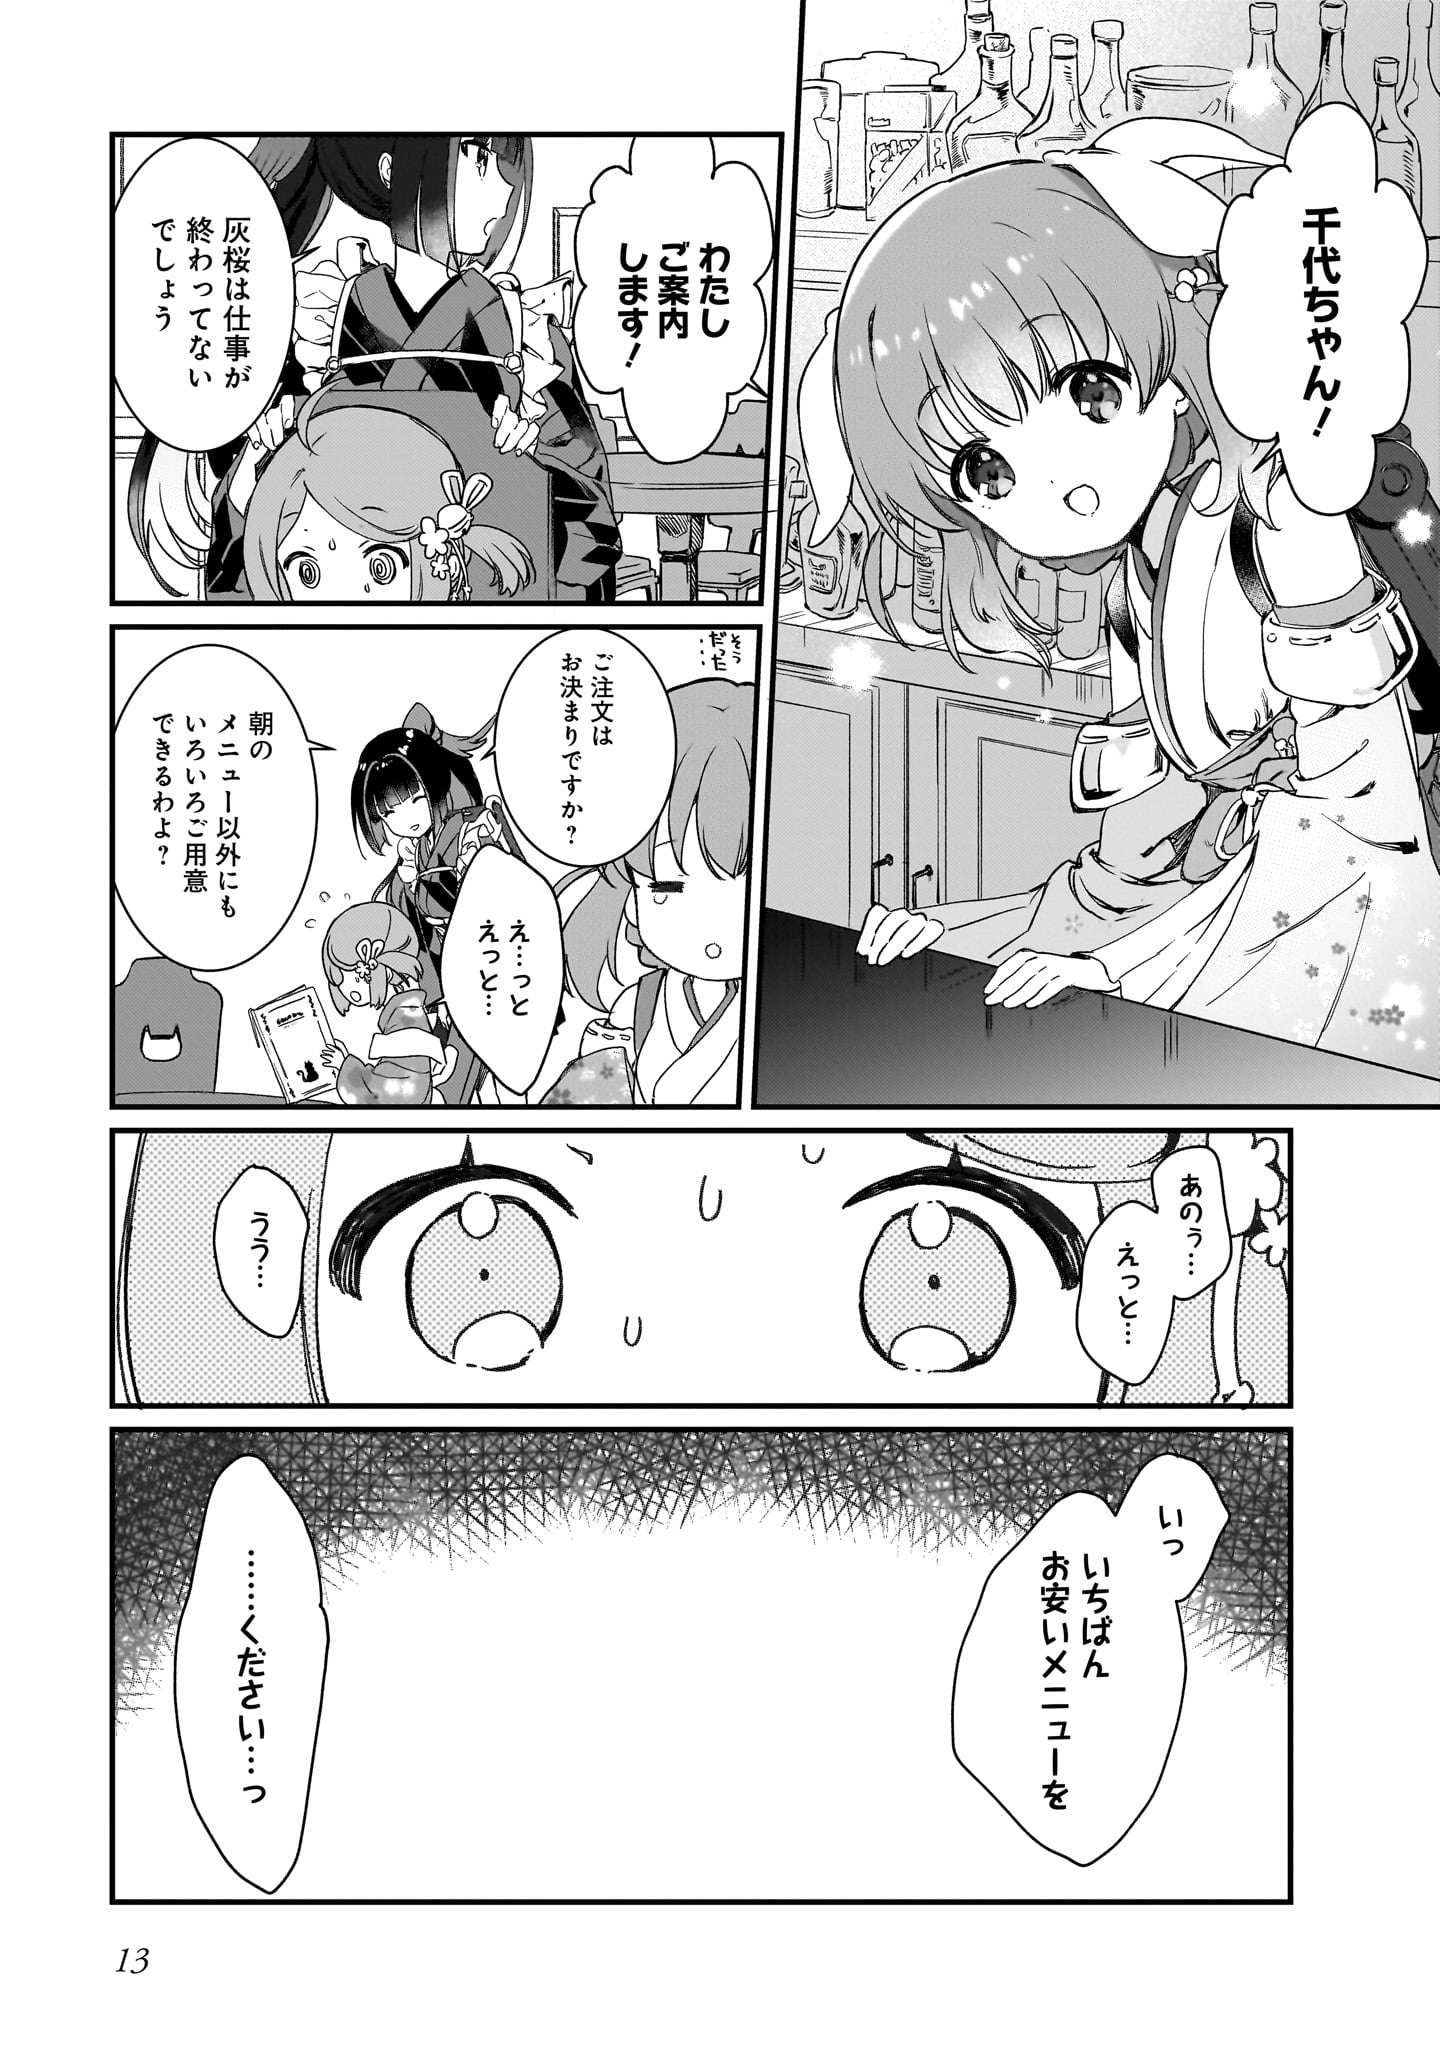 千代ちゃん！
わたし
ご案内
します！
灰桜は仕事が
終わってない
でしょう
そう
だった…
ご注文は
お決まりですか？
え…っと
えっと…
朝の
メニュー以外にも
いろいろご用意
できるわよ？
あのぅ…
えっと…
うう…
いっ
いちばん
お安いメニューを
……ください…っ
13